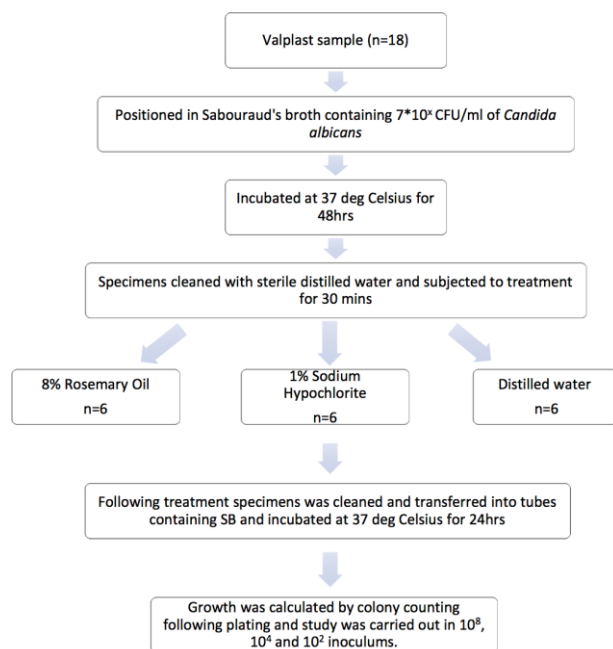 Valplast sample (n=18)
Positioned in Sabouraud's broth containing 7*10ˣ CFU/ml of Candida
albicans
Incubated at 37 deg Celsius for
48hrs
Specimens cleaned with sterile distilled water and subjected to treatment
for 30 mins
8% Rosemary Oil
n=6
1% Sodium
Hypochlorite
n=6
Distilled water
n=6
Following treatment specimens was cleaned and transferred into tubes
containing SB and incubated at 37 deg Celsius for 24hrs
Growth was calculated by colony counting
following plating and study was carried out in 10⁸,
10⁴ and 10² inoculums.